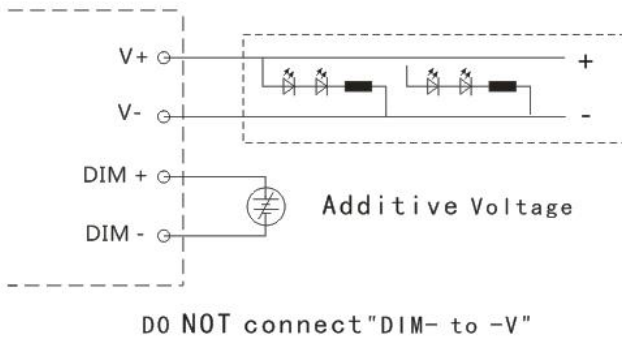 V+
+
V-
-
DIM +
Additive Voltage
DIM -
DO NOT connect"DIM- to -V"